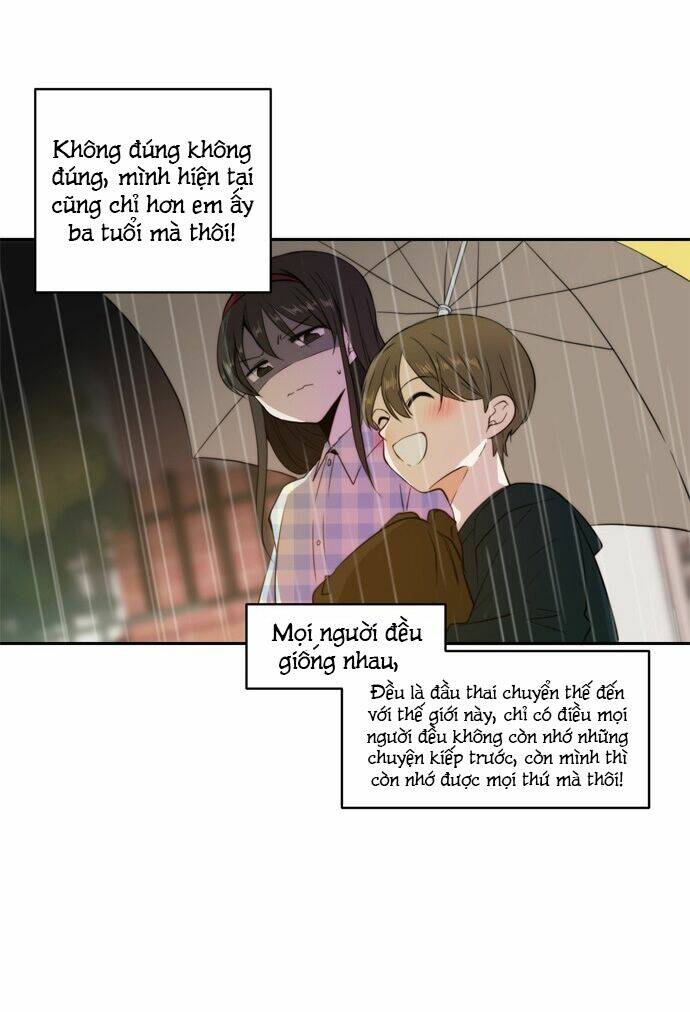 Không đúng không
đúng, mình hiện tại
cũng chỉ hơn em ấy
ba tuổi mà thôi!
Mọi người đều
giống nhau,
Đều là đầu thai chuyển thế đến
với thế giới này, chỉ có điều mọi
người đều không còn nhớ những
chuyện kiếp trước, còn mình thì
còn nhớ được mọi thứ mà thôi!